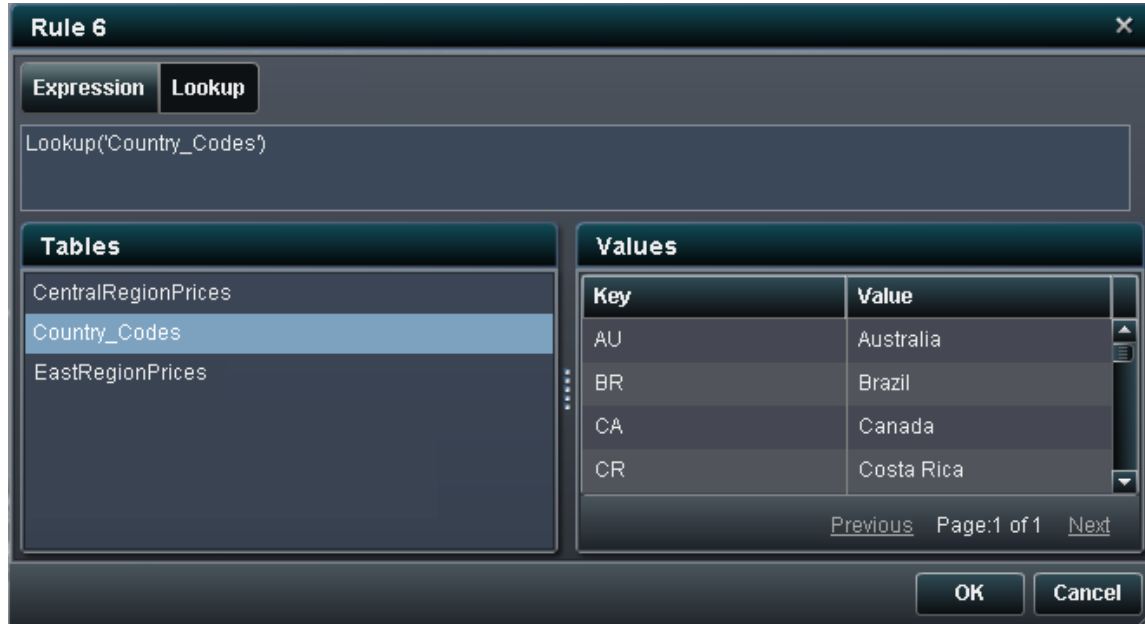 Rule 6
Expression Lookup
Lookup('Country_Codes')
Tables
CentralRegionPrices
Country_Codes
EastRegionPrices
Values
Key Value
AU Australia
BR Brazil
CA Canada
CR Costa Rica
Previous Page:1 of 1 Next
OK Cancel